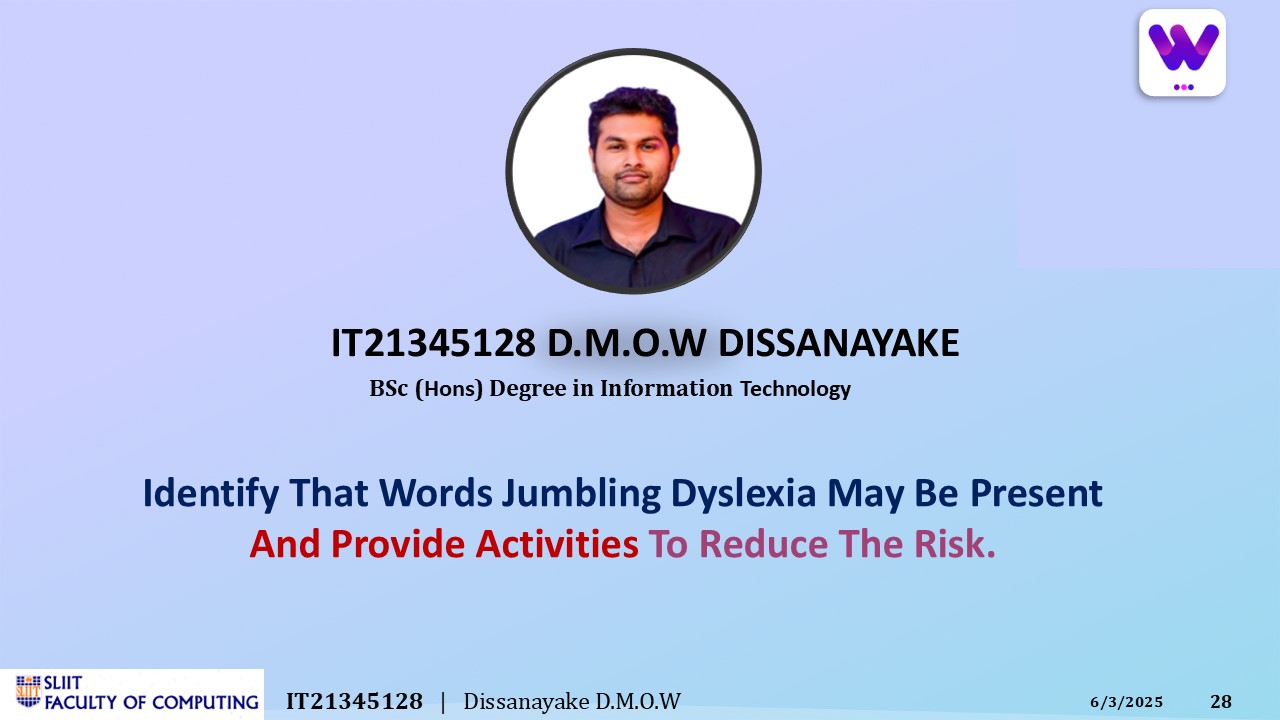 IT21345128 D.M.O.W DISSANAYAKE
BSc (Hons) Degree in Information Technology
Identify That Words Jumbling Dyslexia May Be Present
And Provide Activities To Reduce The Risk.
SLIIT
FACULTY OF COMPUTING
IT21345128 | Dissanayake D.M.O.W
6/3/2025
28